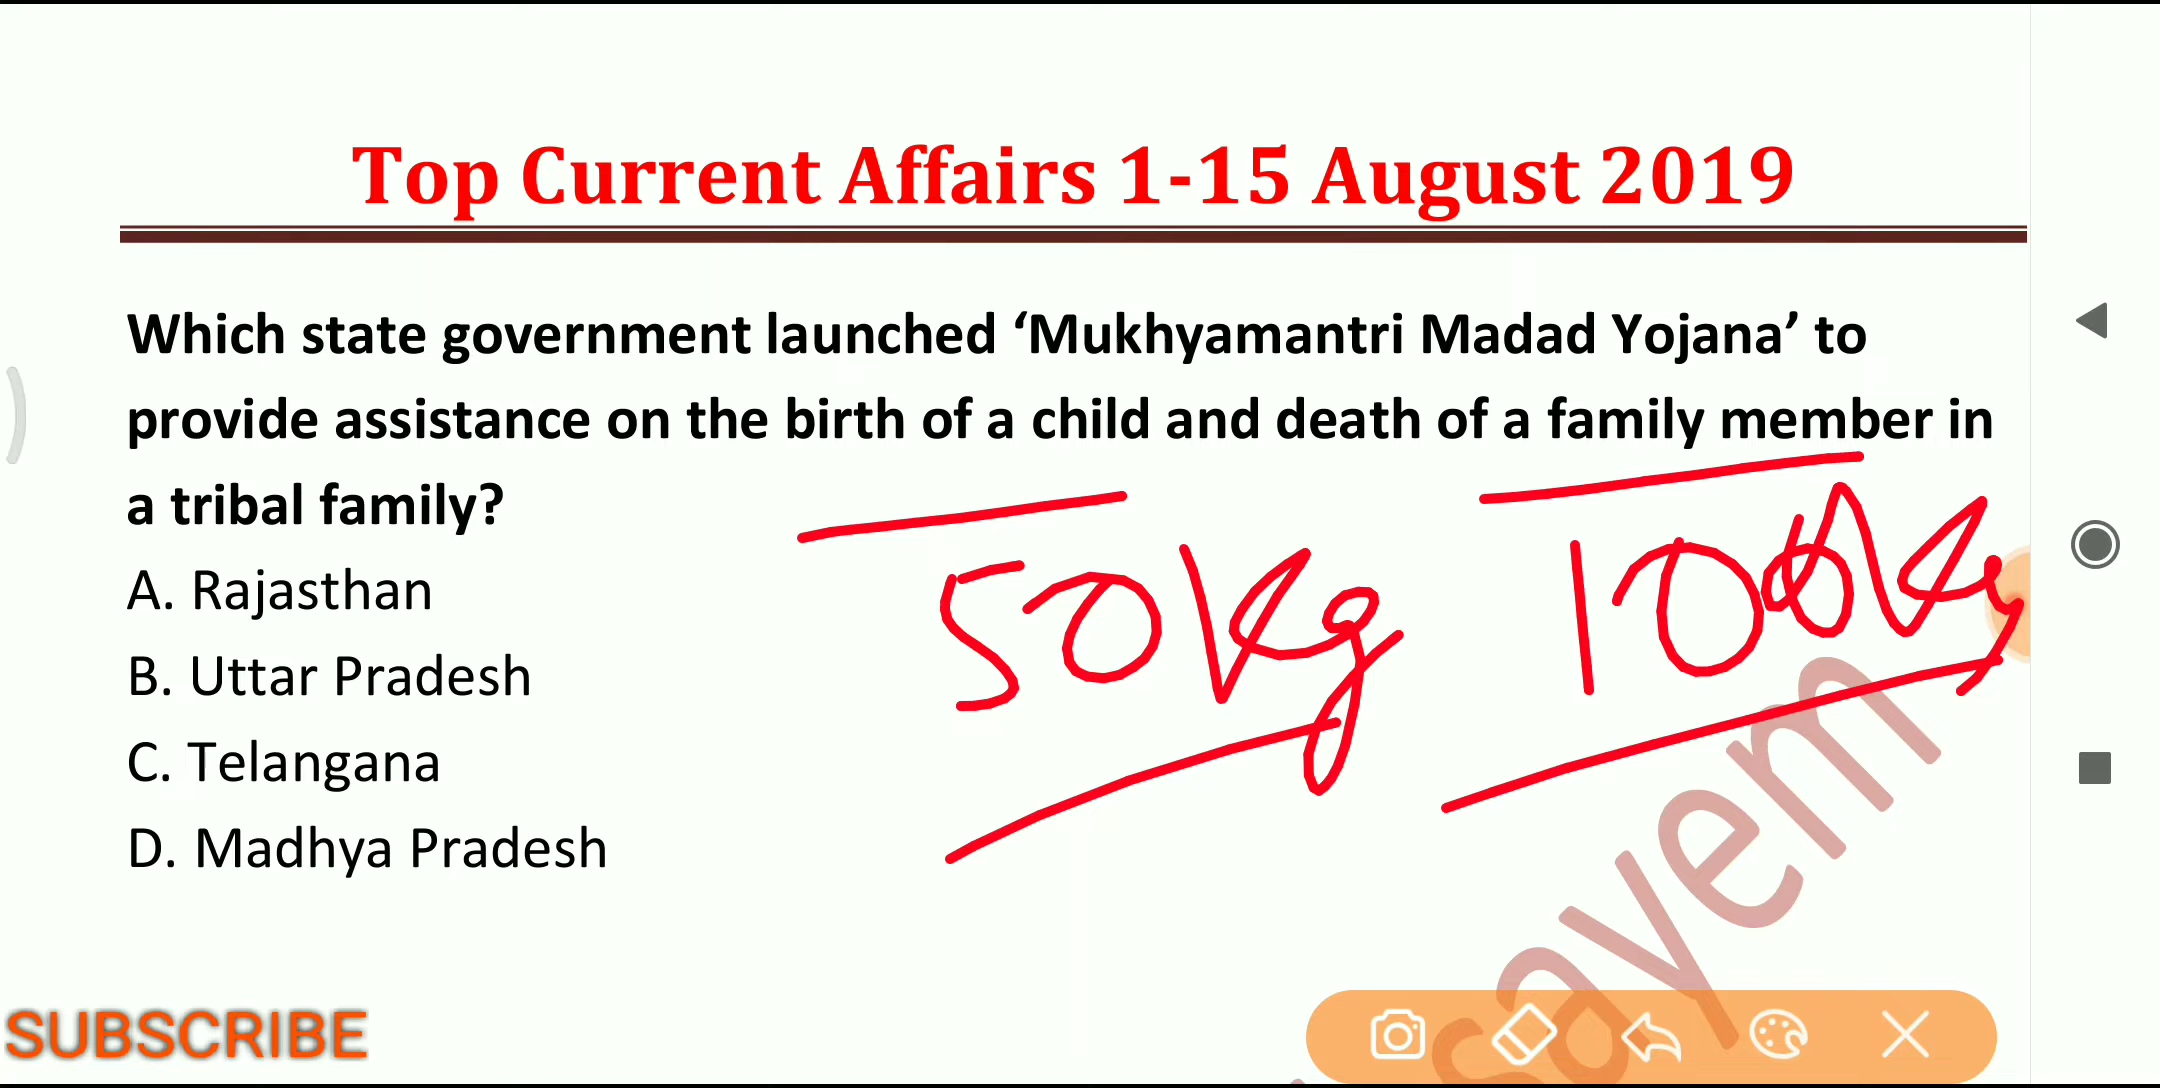 Top Current Affairs 1-15 August 2019
Which state government launched ‘Mukhyamantri Madad Yojana’ to
provide assistance on the birth of a child and death of a family member in
a tribal family?
50kg 100kg
A. Rajasthan
B. Uttar Pradesh
C. Telangana
D. Madhya Pradesh
sayem
SUBSCRIBE